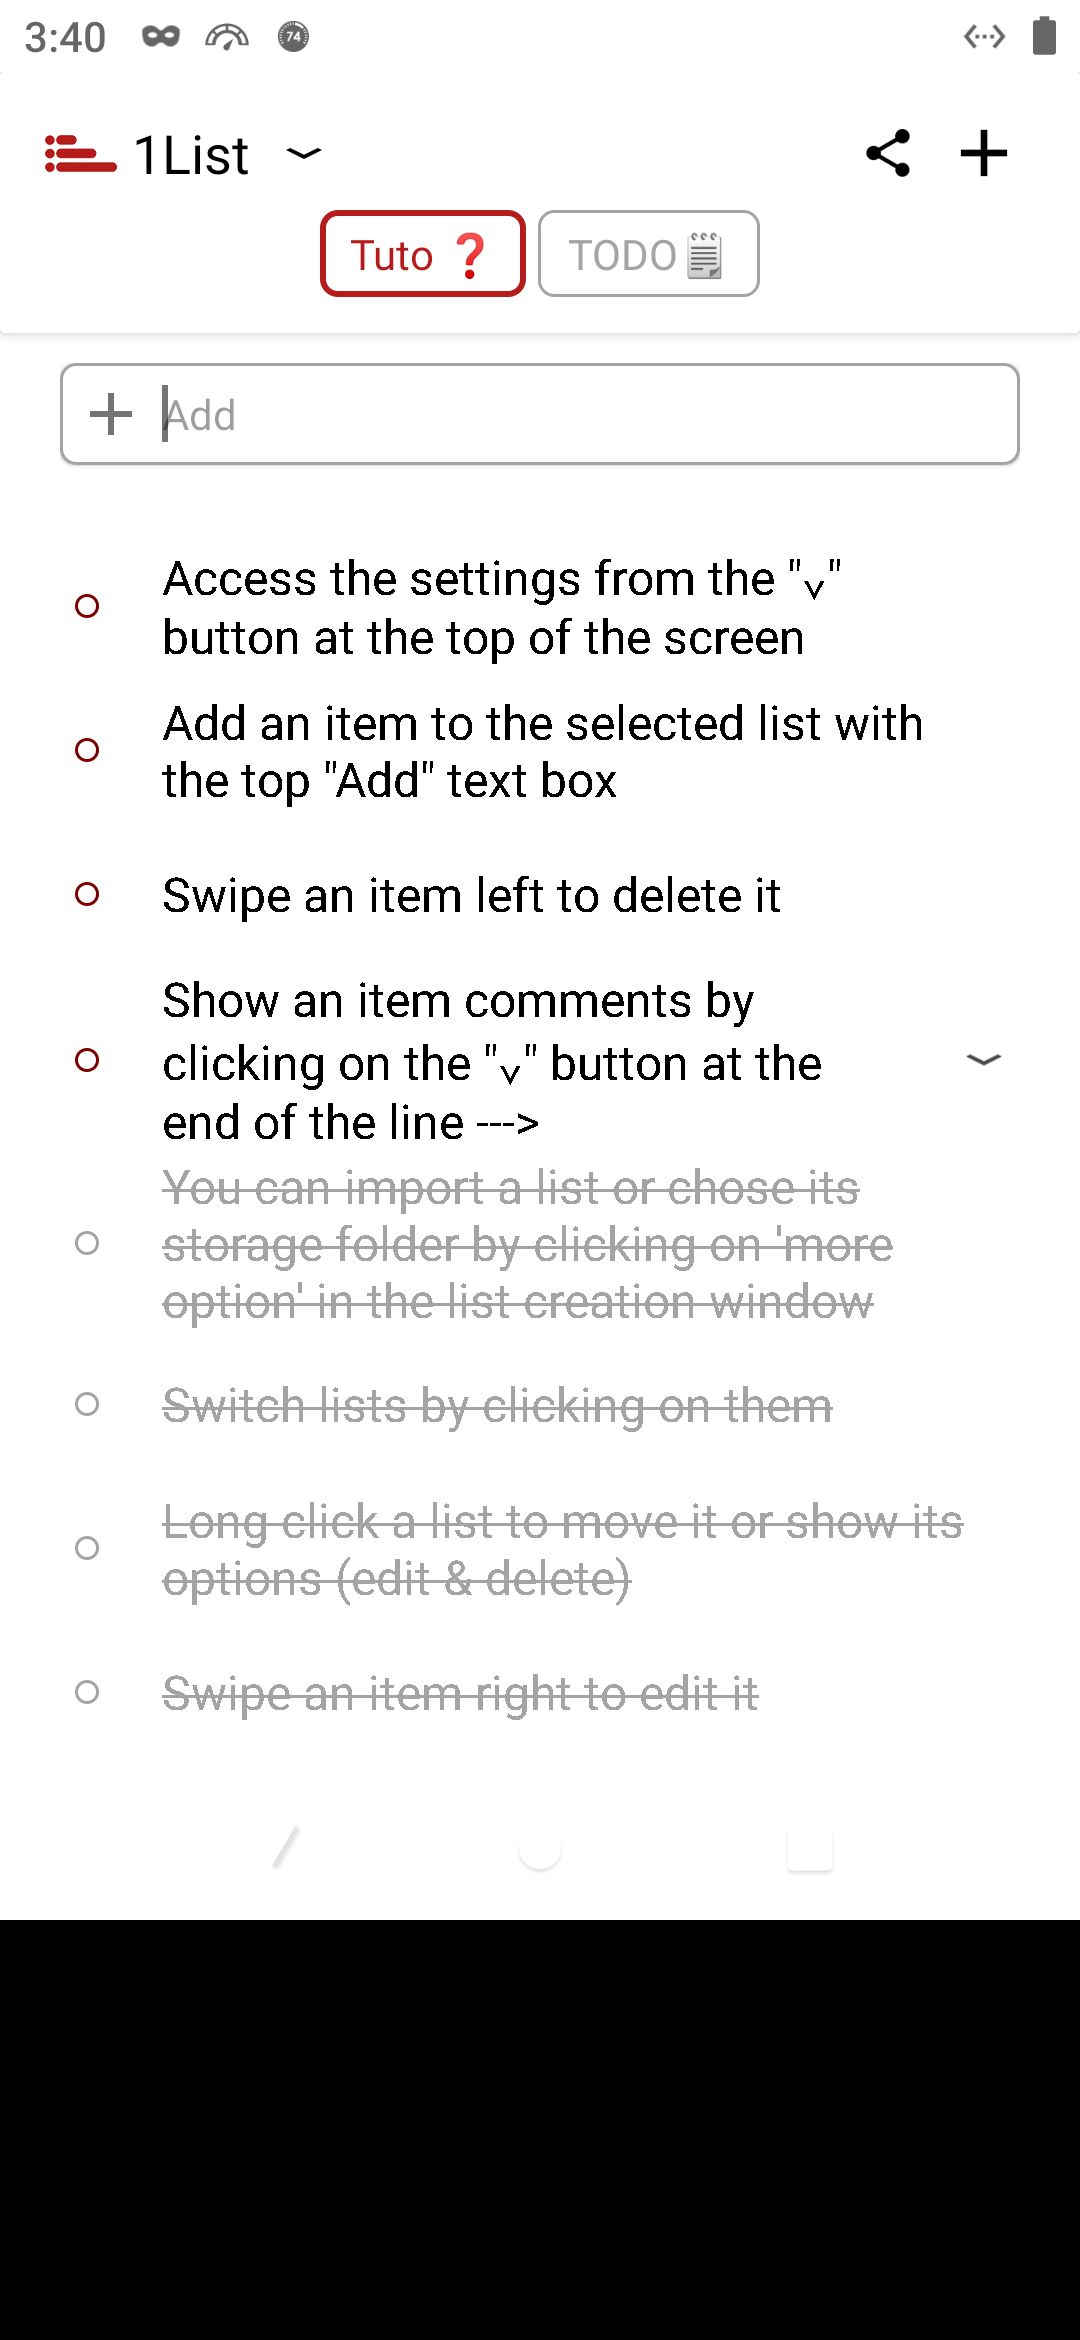 3:40
74
1List
Tuto ❓
TODO🗒
Add
Access the settings from the "˅"
button at the top of the screen
Add an item to the selected list with
the top "Add" text box
Swipe an item left to delete it
Show an item comments by
clicking on the "˅" button at the
end of the line --->
You can import a list or chose its
storage folder by clicking on 'more
option' in the list creation window
Switch lists by clicking on them
Long click a list to move it or show its
options (edit & delete)
Swipe an item right to edit it